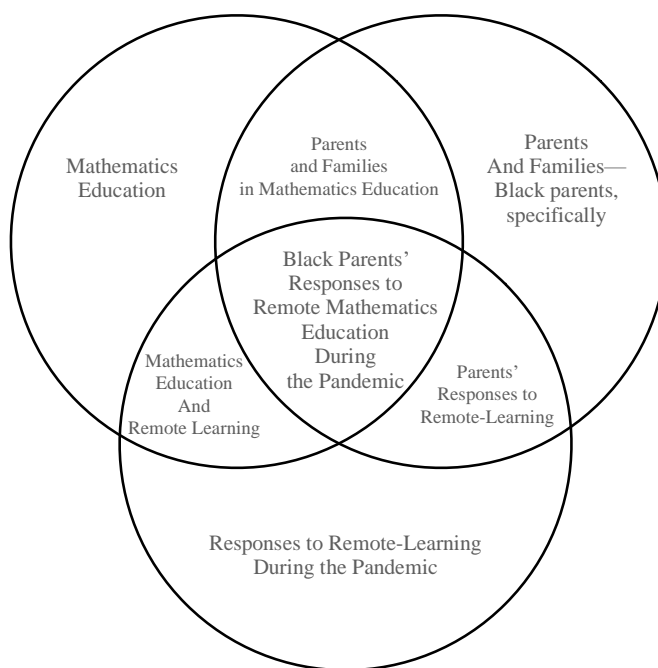 Mathematics
Education
Parents
and Families
in Mathematics Education
Parents
And Families—
Black parents,
specifically
Black Parents’
Responses to
Remote Mathematics
Education
During
the Pandemic
Mathematics
Education
And
Remote Learning
Parents’
Responses to
Remote-Learning
Responses to Remote-Learning
During the Pandemic